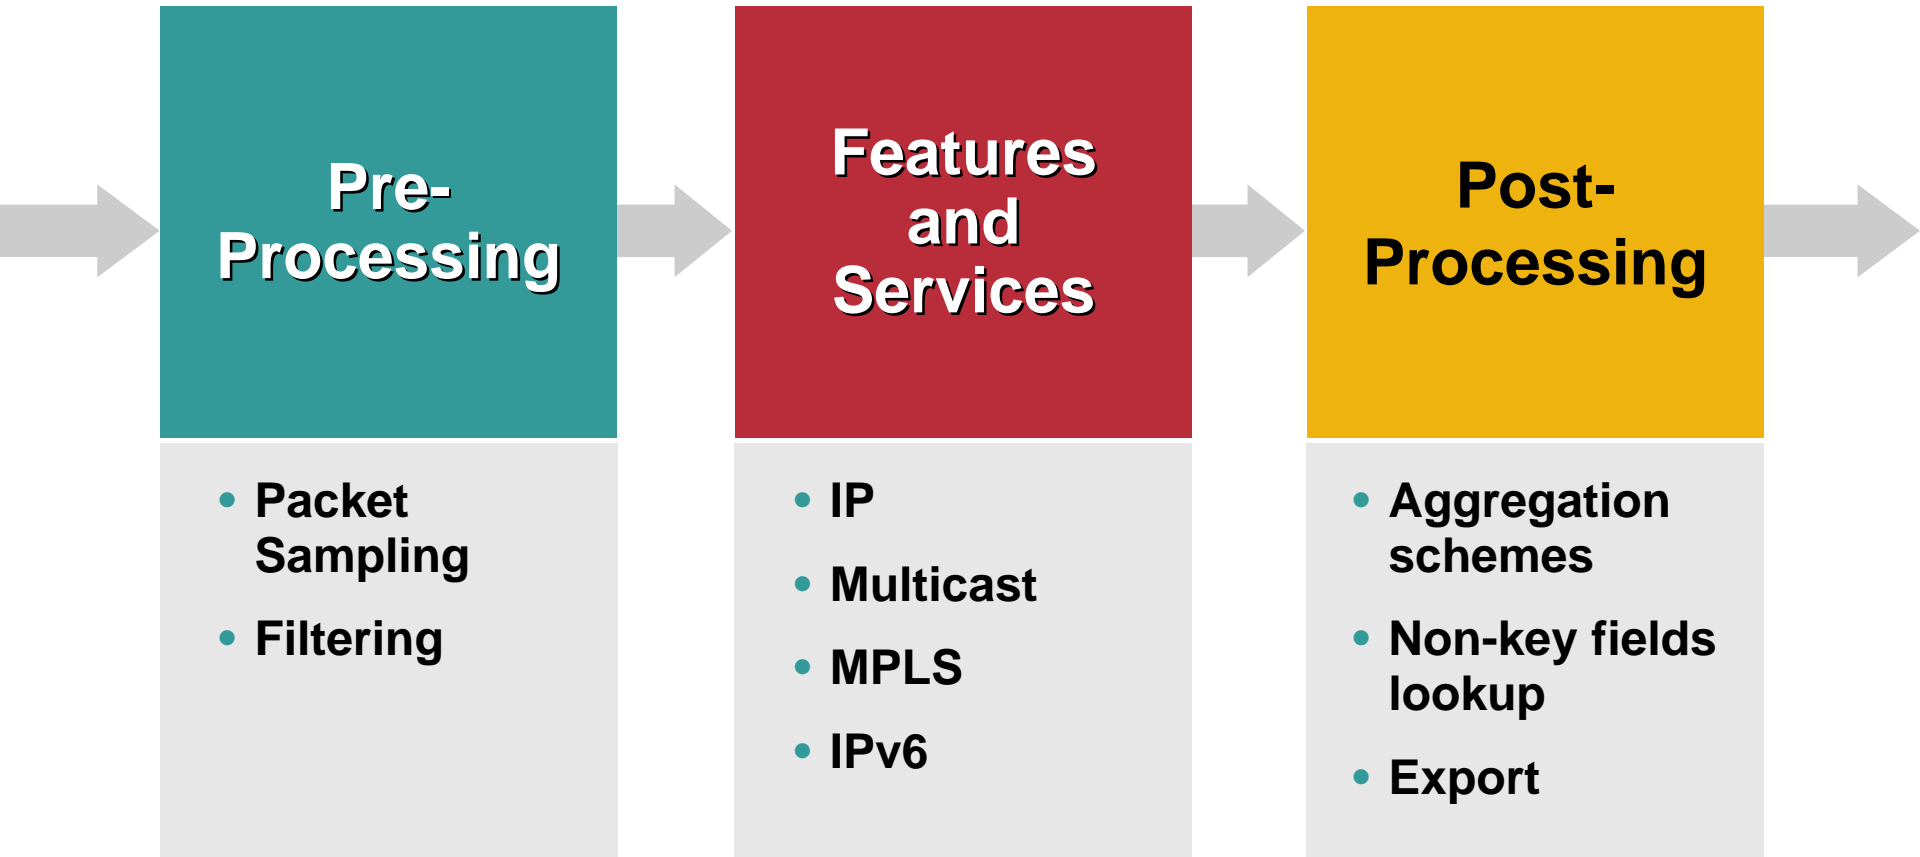 Pre-
Processing
Features
and
Services
Post-
Processing
• Packet
Sampling
• Filtering
• IP
• Multicast
• MPLS
• IPv6
• Aggregation
schemes
• Non-key fields
lookup
• Export